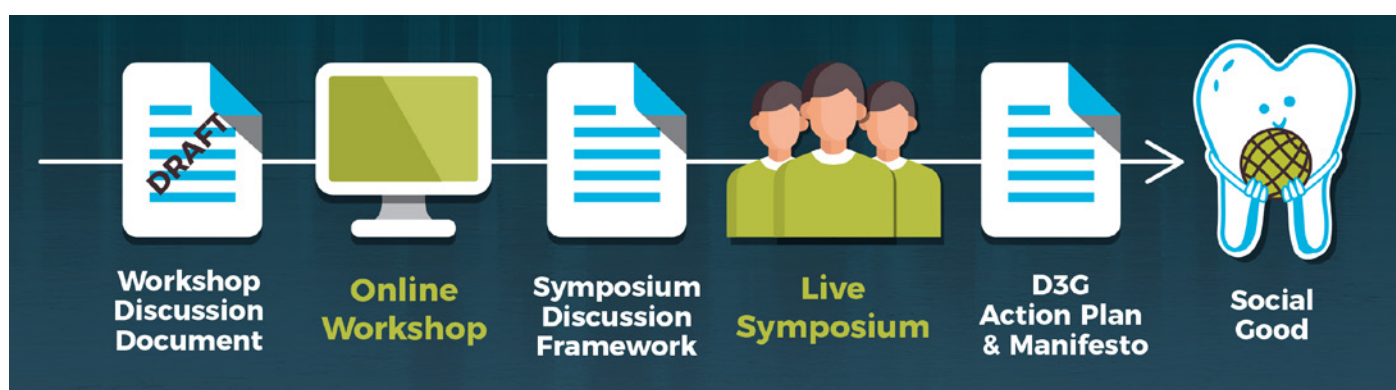 DRAFT
Workshop
Discussion
Document
Online
Workshop
Symposium
Discussion
Framework
Live
Symposium
D3G
Action Plan
& Manifesto
Social
Good